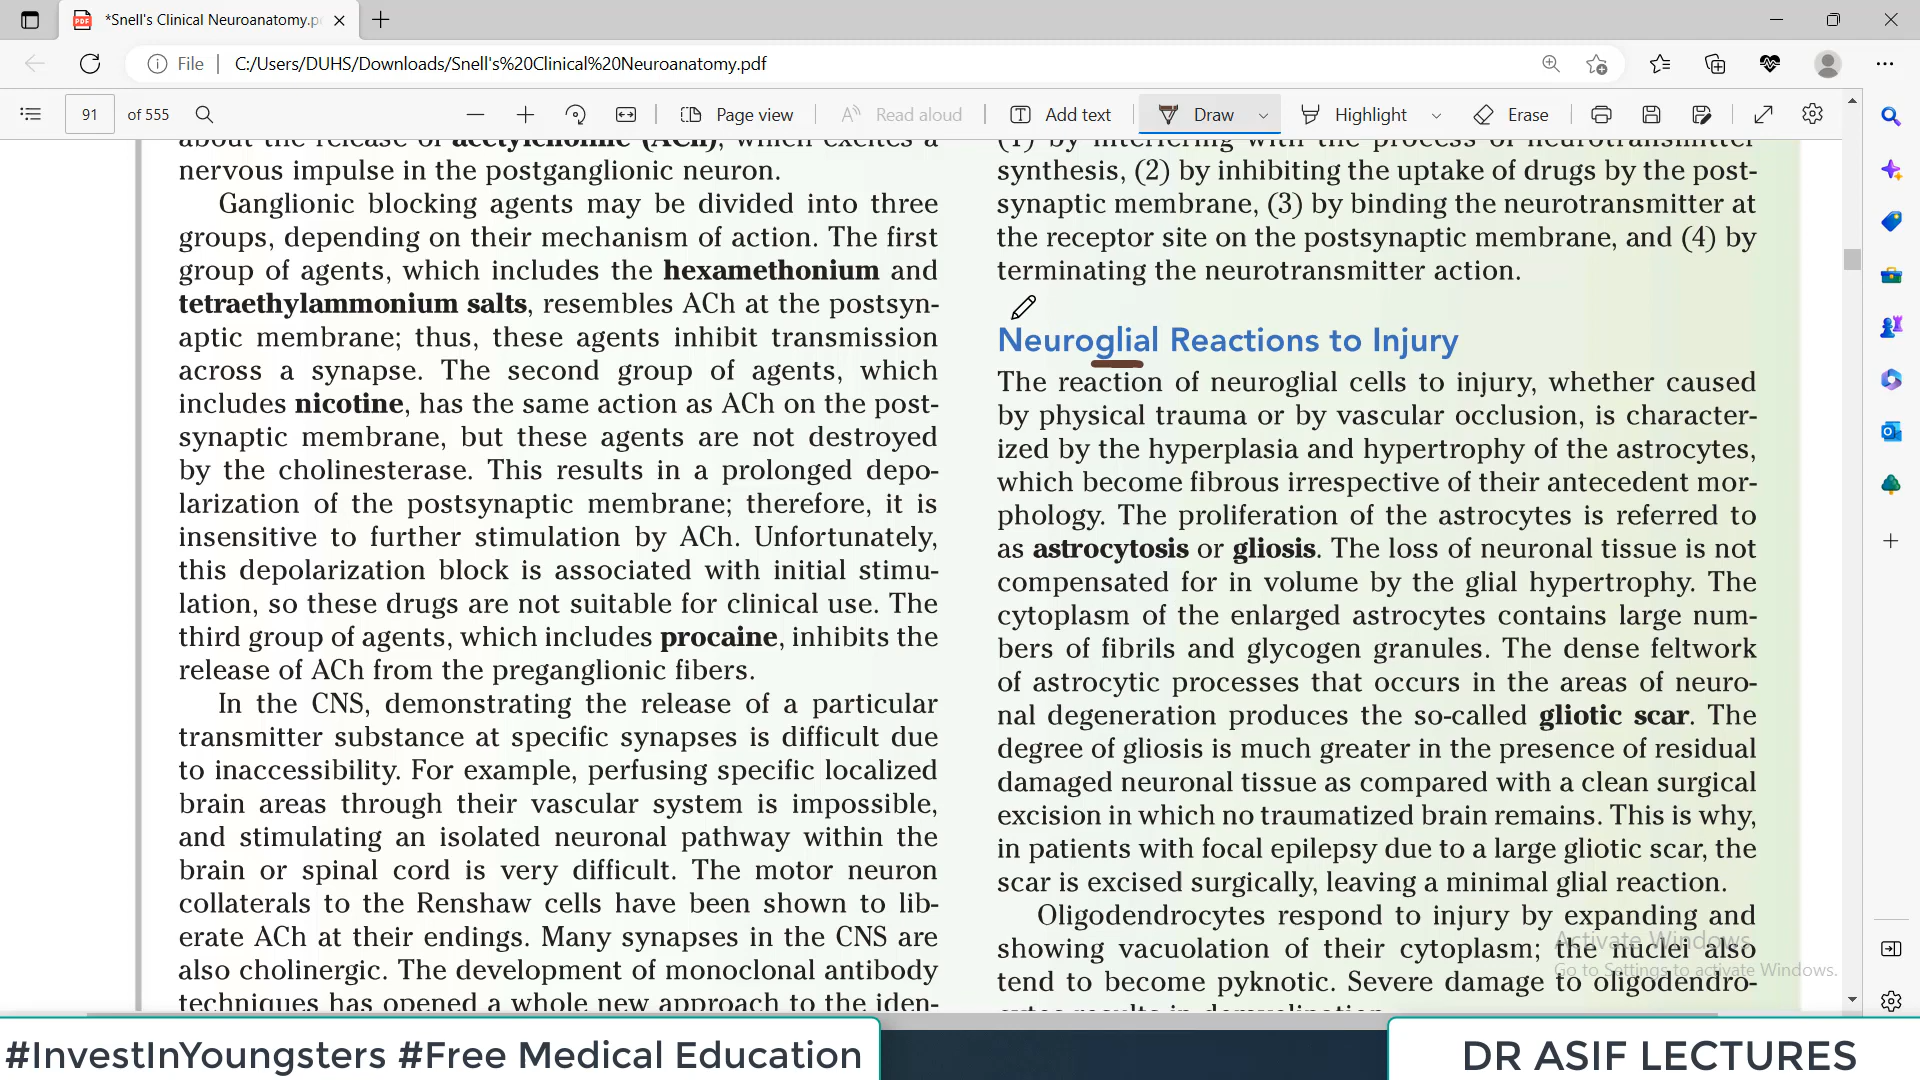 *Snell's Clinical Neuroanatomy.p
File
C:/Users/DUHS/Downloads/Snell's%20Clinical%20Neuroanatomy.pdf
91 of 555
Page view
Read aloud
Add text
Draw
Highlight
Erase
about the release of acetylcholine (ACh), which excites a
nervous impulse in the postganglionic neuron.
Ganglionic blocking agents may be divided into three
groups, depending on their mechanism of action. The first
group of agents, which includes the hexamethonium and
tetraethylammonium salts, resembles ACh at the postsyn-
aptic membrane; thus, these agents inhibit transmission
across a synapse. The second group of agents, which
includes nicotine, has the same action as ACh on the post-
synaptic membrane, but these agents are not destroyed
by the cholinesterase. This results in a prolonged depo-
larization of the postsynaptic membrane; therefore, it is
insensitive to further stimulation by ACh. Unfortunately,
this depolarization block is associated with initial stimu-
lation, so these drugs are not suitable for clinical use. The
third group of agents, which includes procaine, inhibits the
release of ACh from the preganglionic fibers.
In the CNS, demonstrating the release of a particular
transmitter substance at specific synapses is difficult due
to inaccessibility. For example, perfusing specific localized
brain areas through their vascular system is impossible,
and stimulating an isolated neuronal pathway within the
brain or spinal cord is very difficult. The motor neuron
collaterals to the Renshaw cells have been shown to lib-
erate ACh at their endings. Many synapses in the CNS are
also cholinergic. The development of monoclonal antibody
techniques has opened a whole new approach to the iden-
(1) by interfering with the process of neurotransmitter
synthesis, (2) by inhibiting the uptake of drugs by the post-
synaptic membrane, (3) by binding the neurotransmitter at
the receptor site on the postsynaptic membrane, and (4) by
terminating the neurotransmitter action.
Neuroglial Reactions to Injury
The reaction of neuroglial cells to injury, whether caused
by physical trauma or by vascular occlusion, is character-
ized by the hyperplasia and hypertrophy of the astrocytes,
which become fibrous irrespective of their antecedent mor-
phology. The proliferation of the astrocytes is referred to
as astrocytosis or gliosis. The loss of neuronal tissue is not
compensated for in volume by the glial hypertrophy. The
cytoplasm of the enlarged astrocytes contains large num-
bers of fibrils and glycogen granules. The dense feltwork
of astrocytic processes that occurs in the areas of neuro-
nal degeneration produces the so-called gliotic scar. The
degree of gliosis is much greater in the presence of residual
damaged neuronal tissue as compared with a clean surgical
excision in which no traumatized brain remains. This is why,
in patients with focal epilepsy due to a large gliotic scar, the
scar is excised surgically, leaving a minimal glial reaction.
Oligodendrocytes respond to injury by expanding and
showing vacuolation of their cytoplasm; the nuclei also
tend to become pyknotic. Severe damage to oligodendro-
cytes results in demyelination.
Activate Windows
Go to Settings to activate Windows.
#InvestInYoungsters #Free Medical Education
DR ASIF LECTURES